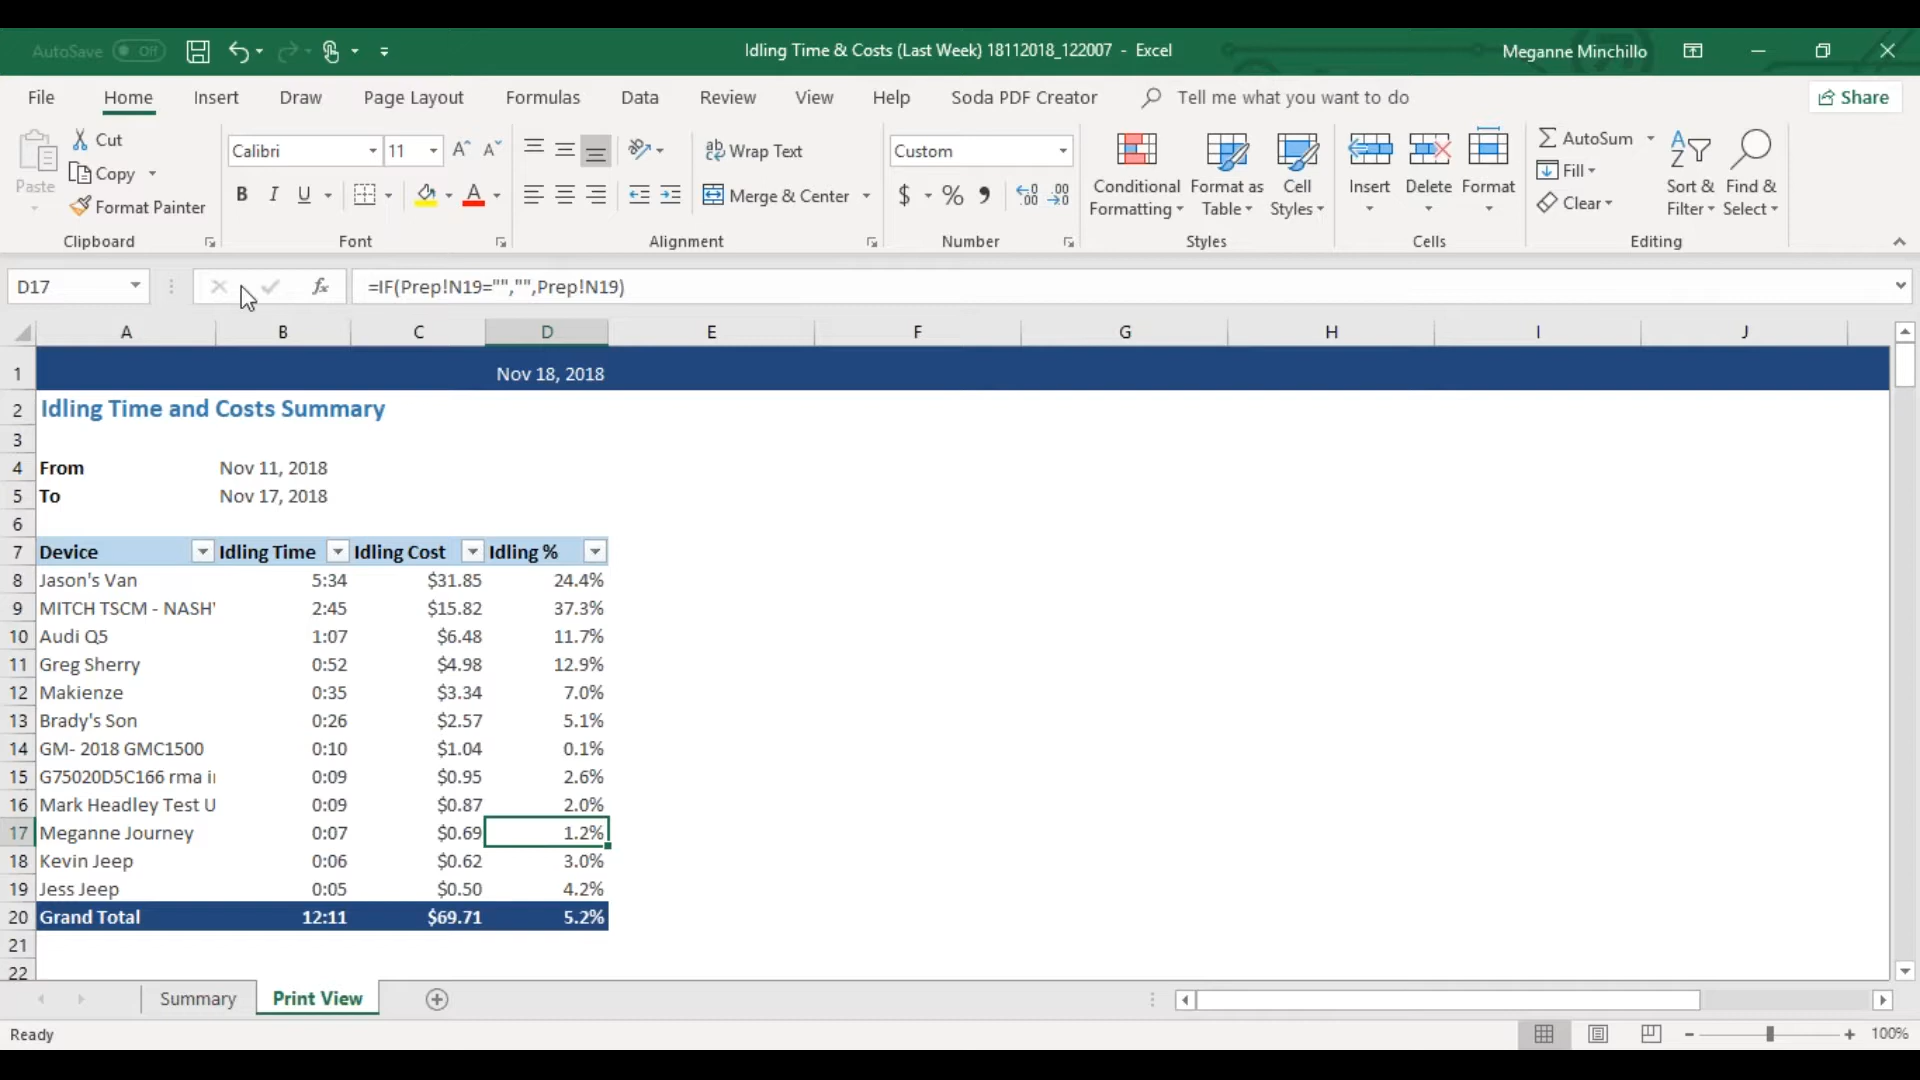 AutoSave Off
Idling Time & Costs (Last Week) 18112018_122007 - Excel
Meganne Minchillo
File Home Insert Draw Page Layout Formulas Data Review View Help Soda PDF Creator Tell me what you want to do Share
Paste
Cut
Copy
Format Painter
Clipboard
Calibri 11
B I U A
Font
ab Wrap Text
Merge & Center
Alignment
Custom
$ % ,
Number
Conditional
Formatting
Format as
Table
Cell
Styles
Styles
Insert
Delete
Format
Cells
AutoSum
Fill
Clear
Sort &
Filter
Find &
Select
Editing
D17 fx =IF(Prep!N19="","",Prep!N19)
A B C D E F G H I J
1 Nov 18, 2018
2 Idling Time and Costs Summary
3
4 From Nov 11, 2018
5 To Nov 17, 2018
6
7 Device Idling Time Idling Cost Idling %
8 Jason's Van 5:34 $31.85 24.4%
9 MITCH TSCM - NASH' 2:45 $15.82 37.3%
10 Audi Q5 1:07 $6.48 11.7%
11 Greg Sherry 0:52 $4.98 12.9%
12 Makienze 0:35 $3.34 7.0%
13 Brady's Son 0:26 $2.57 5.1%
14 GM- 2018 GMC1500 0:10 $1.04 0.1%
15 G75020D5C166 rma 0:09 $0.95 2.6%
16 Mark Headley Test U 0:09 $0.87 2.0%
17 Meganne Journey 0:07 $0.69 1.2%
18 Kevin Jeep 0:06 $0.62 3.0%
19 Jess Jeep 0:05 $0.50 4.2%
20 Grand Total 12:11 $69.71 5.2%
21
22
Summary Print View
Ready
100%